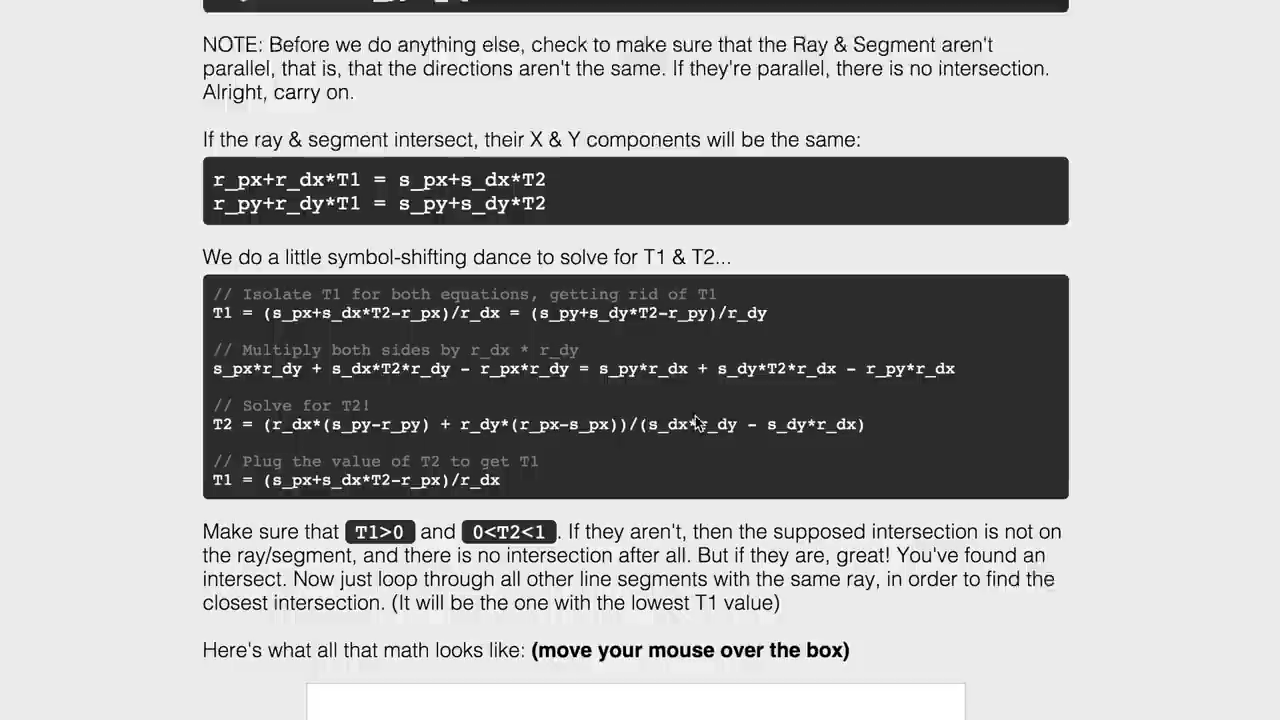 NOTE: Before we do anything else, check to make sure that the Ray & Segment aren't
parallel, that is, that the directions aren't the same. If they're parallel, there is no intersection.
Alright, carry on.
If the ray & segment intersect, their X & Y components will be the same:
r_px+r_dx*T1 = s_px+s_dx*T2
r_py+r_dy*T1 = s_py+s_dy*T2
We do a little symbol-shifting dance to solve for T1 & T2...
// Isolate T1 for both equations, getting rid of T1
T1 = (s_px+s_dx*T2-r_px)/r_dx = (s_py+s_dy*T2-r_py)/r_dy
// Multiply both sides by r_dx * r_dy
s_px*r_dy + s_dx*T2*r_dy - r_px*r_dy = s_py*r_dx + s_dy*T2*r_dx - r_py*r_dx
// Solve for T2!
T2 = (r_dx*(s_py-r_py) + r_dy*(r_px-s_px))/(s_dx*r_dy - s_dy*r_dx)
// Plug the value of T2 to get T1
T1 = (s_px+s_dx*T2-r_px)/r_dx
Make sure that T1>0 and 0<T2<1. If they aren't, then the supposed intersection is not on
the ray/segment, and there is no intersection after all. But if they are, great! You've found an
intersect. Now just loop through all other line segments with the same ray, in order to find the
closest intersection. (It will be the one with the lowest T1 value)
Here's what all that math looks like: (move your mouse over the box)